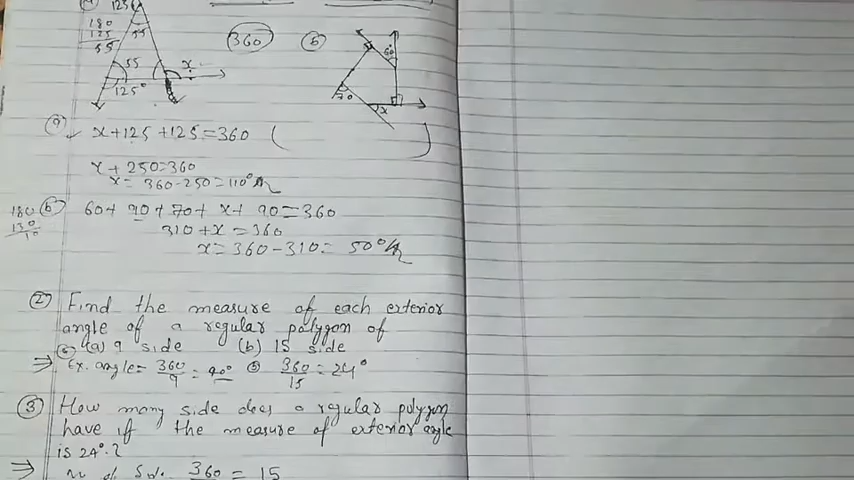 (a) 125°
180
125
55
55
x
55
125°
360
(b)
60°
70
x
(a) x + 125 + 125 = 360
x + 250 = 360
x = 360 - 250 = 110°
180
130
(b) 60 + 90 + 70 + x + 90 = 360
310 + x = 360
x = 360 - 310 = 50°
(2) Find the measure of each exterior
angle of a regular polygon of
(a) 9 side (b) 15 side
⇒ Ex. angle = 360/9 = 40° (b) 360/15 = 24°
(3) How many side does a regular polygon
have if the measure of exterior angle
is 24°.?
⇒ 360 = 15